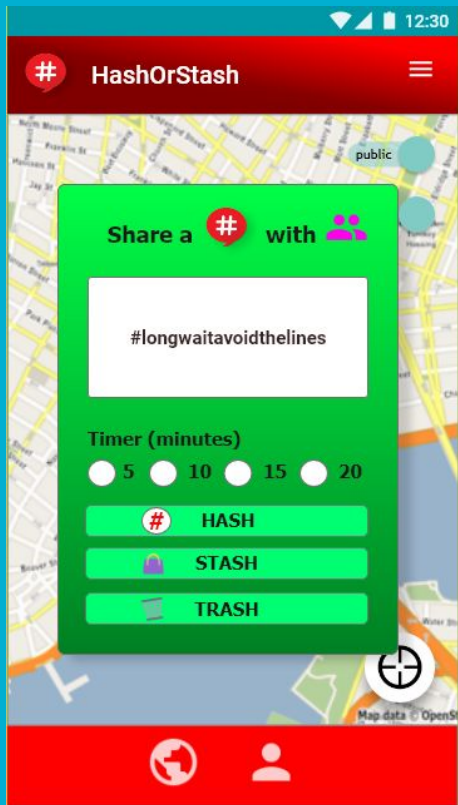 12:30
# HashOrStash
public
Share a # with
#longwaitavoidthelines
Timer (minutes)
5 10 15 20
# HASH
STASH
TRASH
Map data © OpenSt